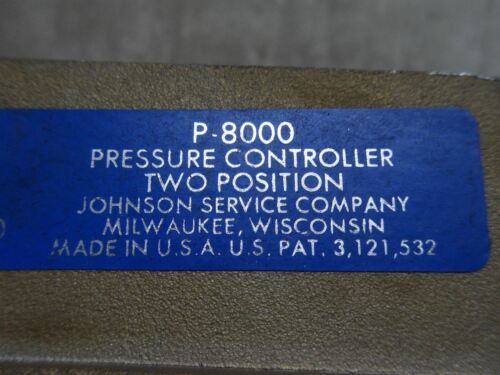 P-8000
PRESSURE CONTROLLER
TWO POSITION
JOHNSON SERVICE COMPANY
MILWAUKEE, WISCONSIN
MADE IN U.S.A. U.S. PAT. 3,121,532